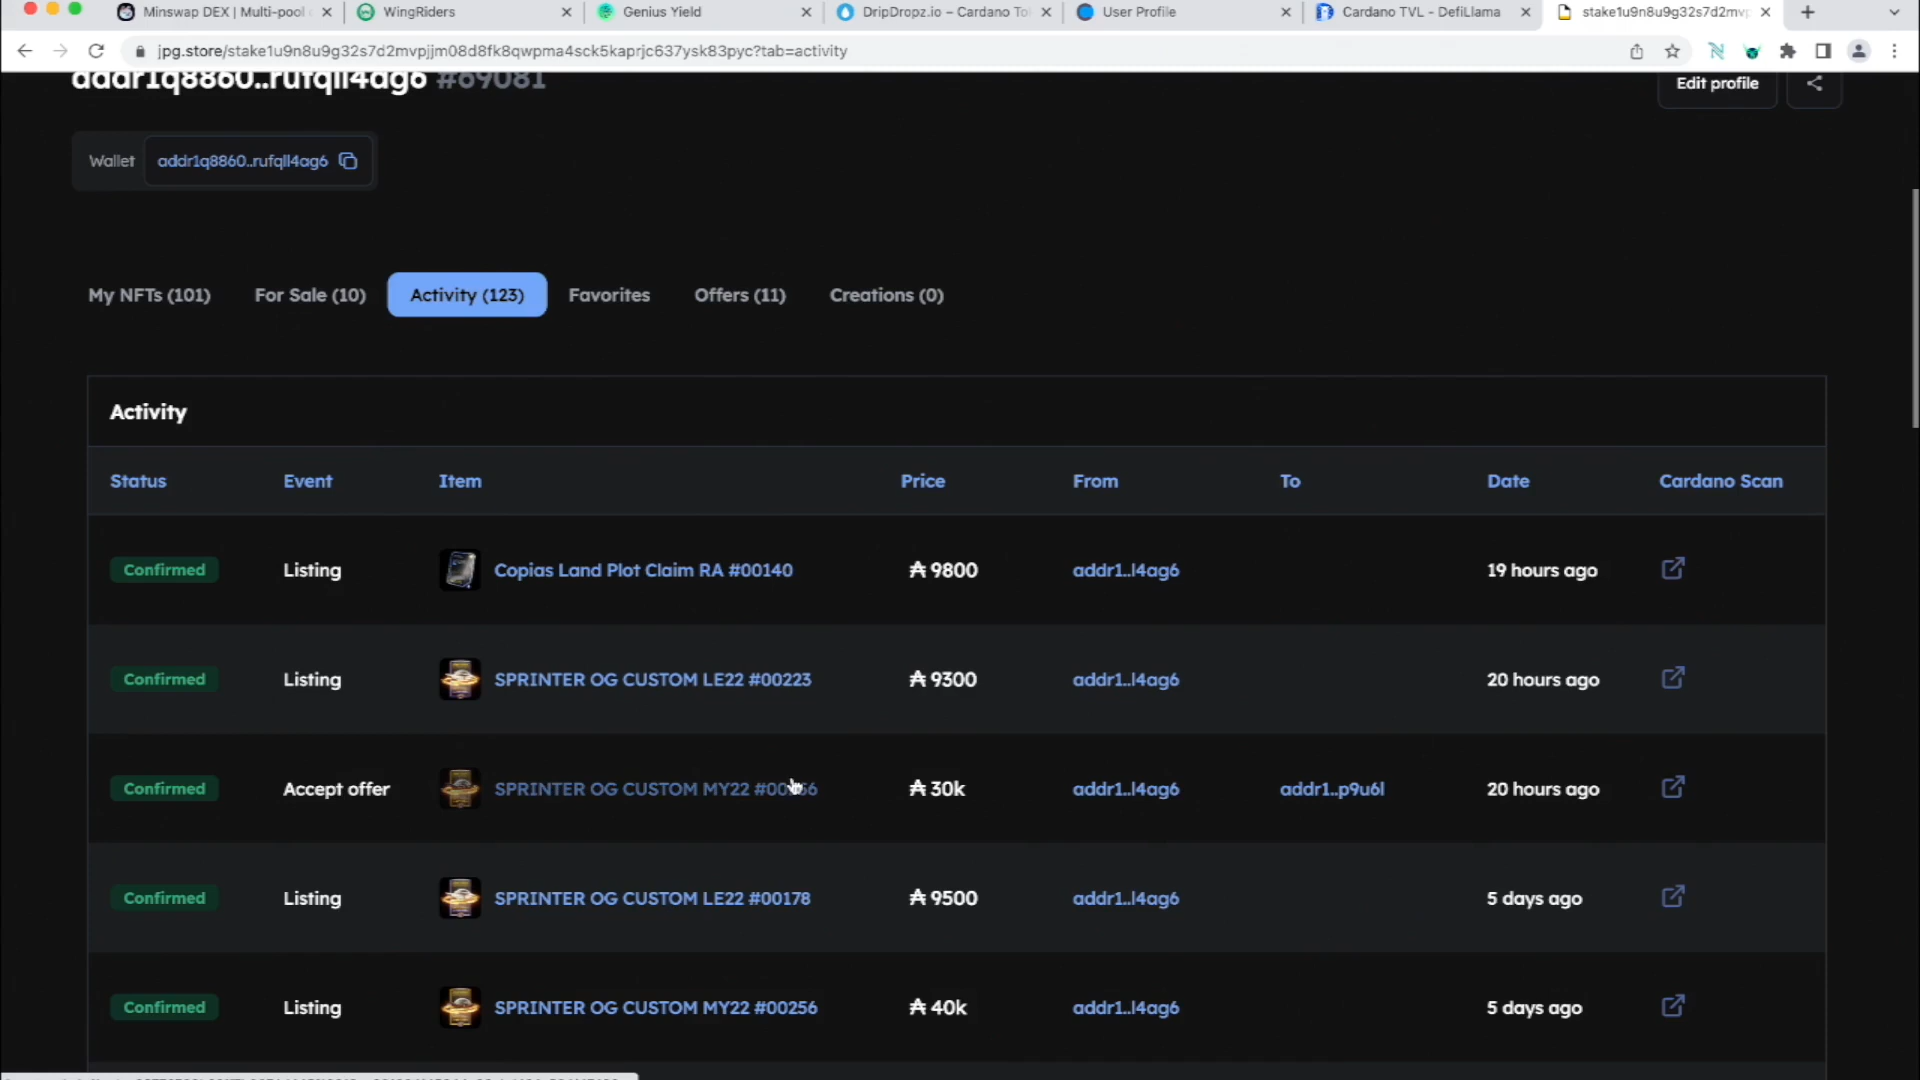 Minswap DEX | Multi-pool
WingRiders
Genius Yield
DripDropz.io – Cardano To
User Profile
Cardano TVL - DefiLlama
stake1u9n8u9g32s7d2mvp
jpg.store/stake1u9n8u9g32s7d2mvpjjm08d8fk8qwpma4sck5kaprjc637ysk83pyc?tab=activity
addr1q8860..rufqll4ag6 #69081
Edit profile
Wallet addr1q8860..rufqll4ag6
My NFTs (101) For Sale (10) Activity (123) Favorites Offers (11) Creations (0)
Activity
Status Event Item Price From To Date Cardano Scan
Confirmed Listing Copias Land Plot Claim RA #00140 ₳ 9800 addr1..l4ag6 19 hours ago
Confirmed Listing SPRINTER OG CUSTOM LE22 #00223 ₳ 9300 addr1..l4ag6 20 hours ago
Confirmed Accept offer SPRINTER OG CUSTOM MY22 ₳ 30k addr1..l4ag6 addr1..p9u6l 20 hours ago
Confirmed Listing SPRINTER OG CUSTOM LE22 #00178 ₳ 9500 addr1..l4ag6 5 days ago
Confirmed Listing SPRINTER OG CUSTOM MY22 #00256 ₳ 40k addr1..l4ag6 5 days ago